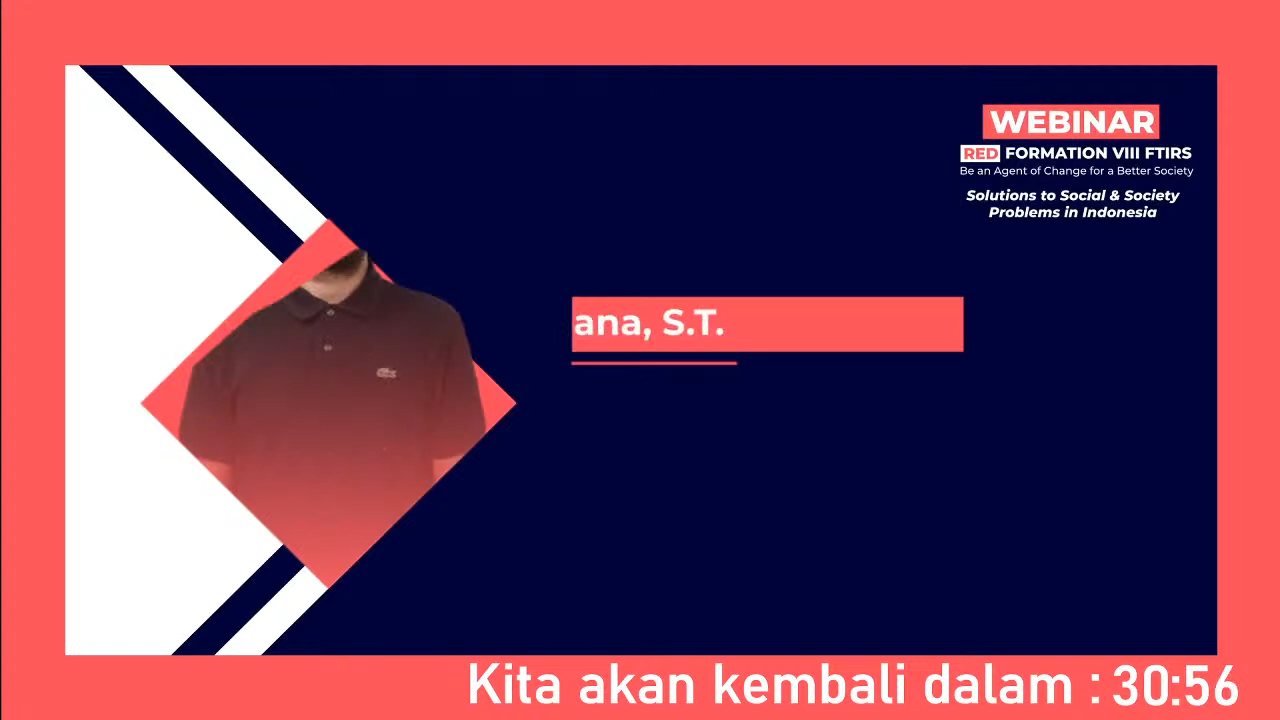 WEBINAR
RED FORMATION VIII FTIRS
Be an Agent of Change for a Better Society
Solutions to Social & Society
Problems in Indonesia
ana, S.T.
Kita akan kembali dalam : 30:56